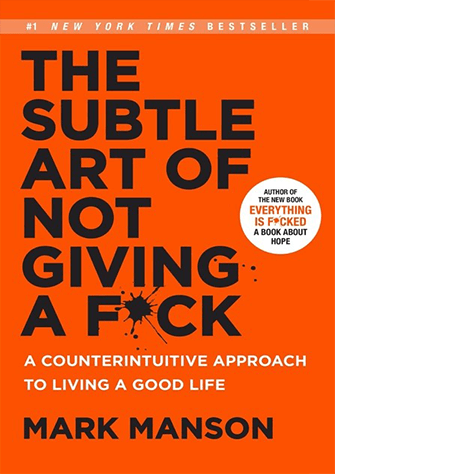 #1 NEW YORK TIMES BESTSELLER
THE
SUBTLE
ART OF
NOT
GIVING
A F*CK
AUTHOR OF
THE NEW BOOK
EVERYTHING
IS F*CKED
A BOOK ABOUT
HOPE
A COUNTERINTUITIVE APPROACH
TO LIVING A GOOD LIFE
MARK MANSON